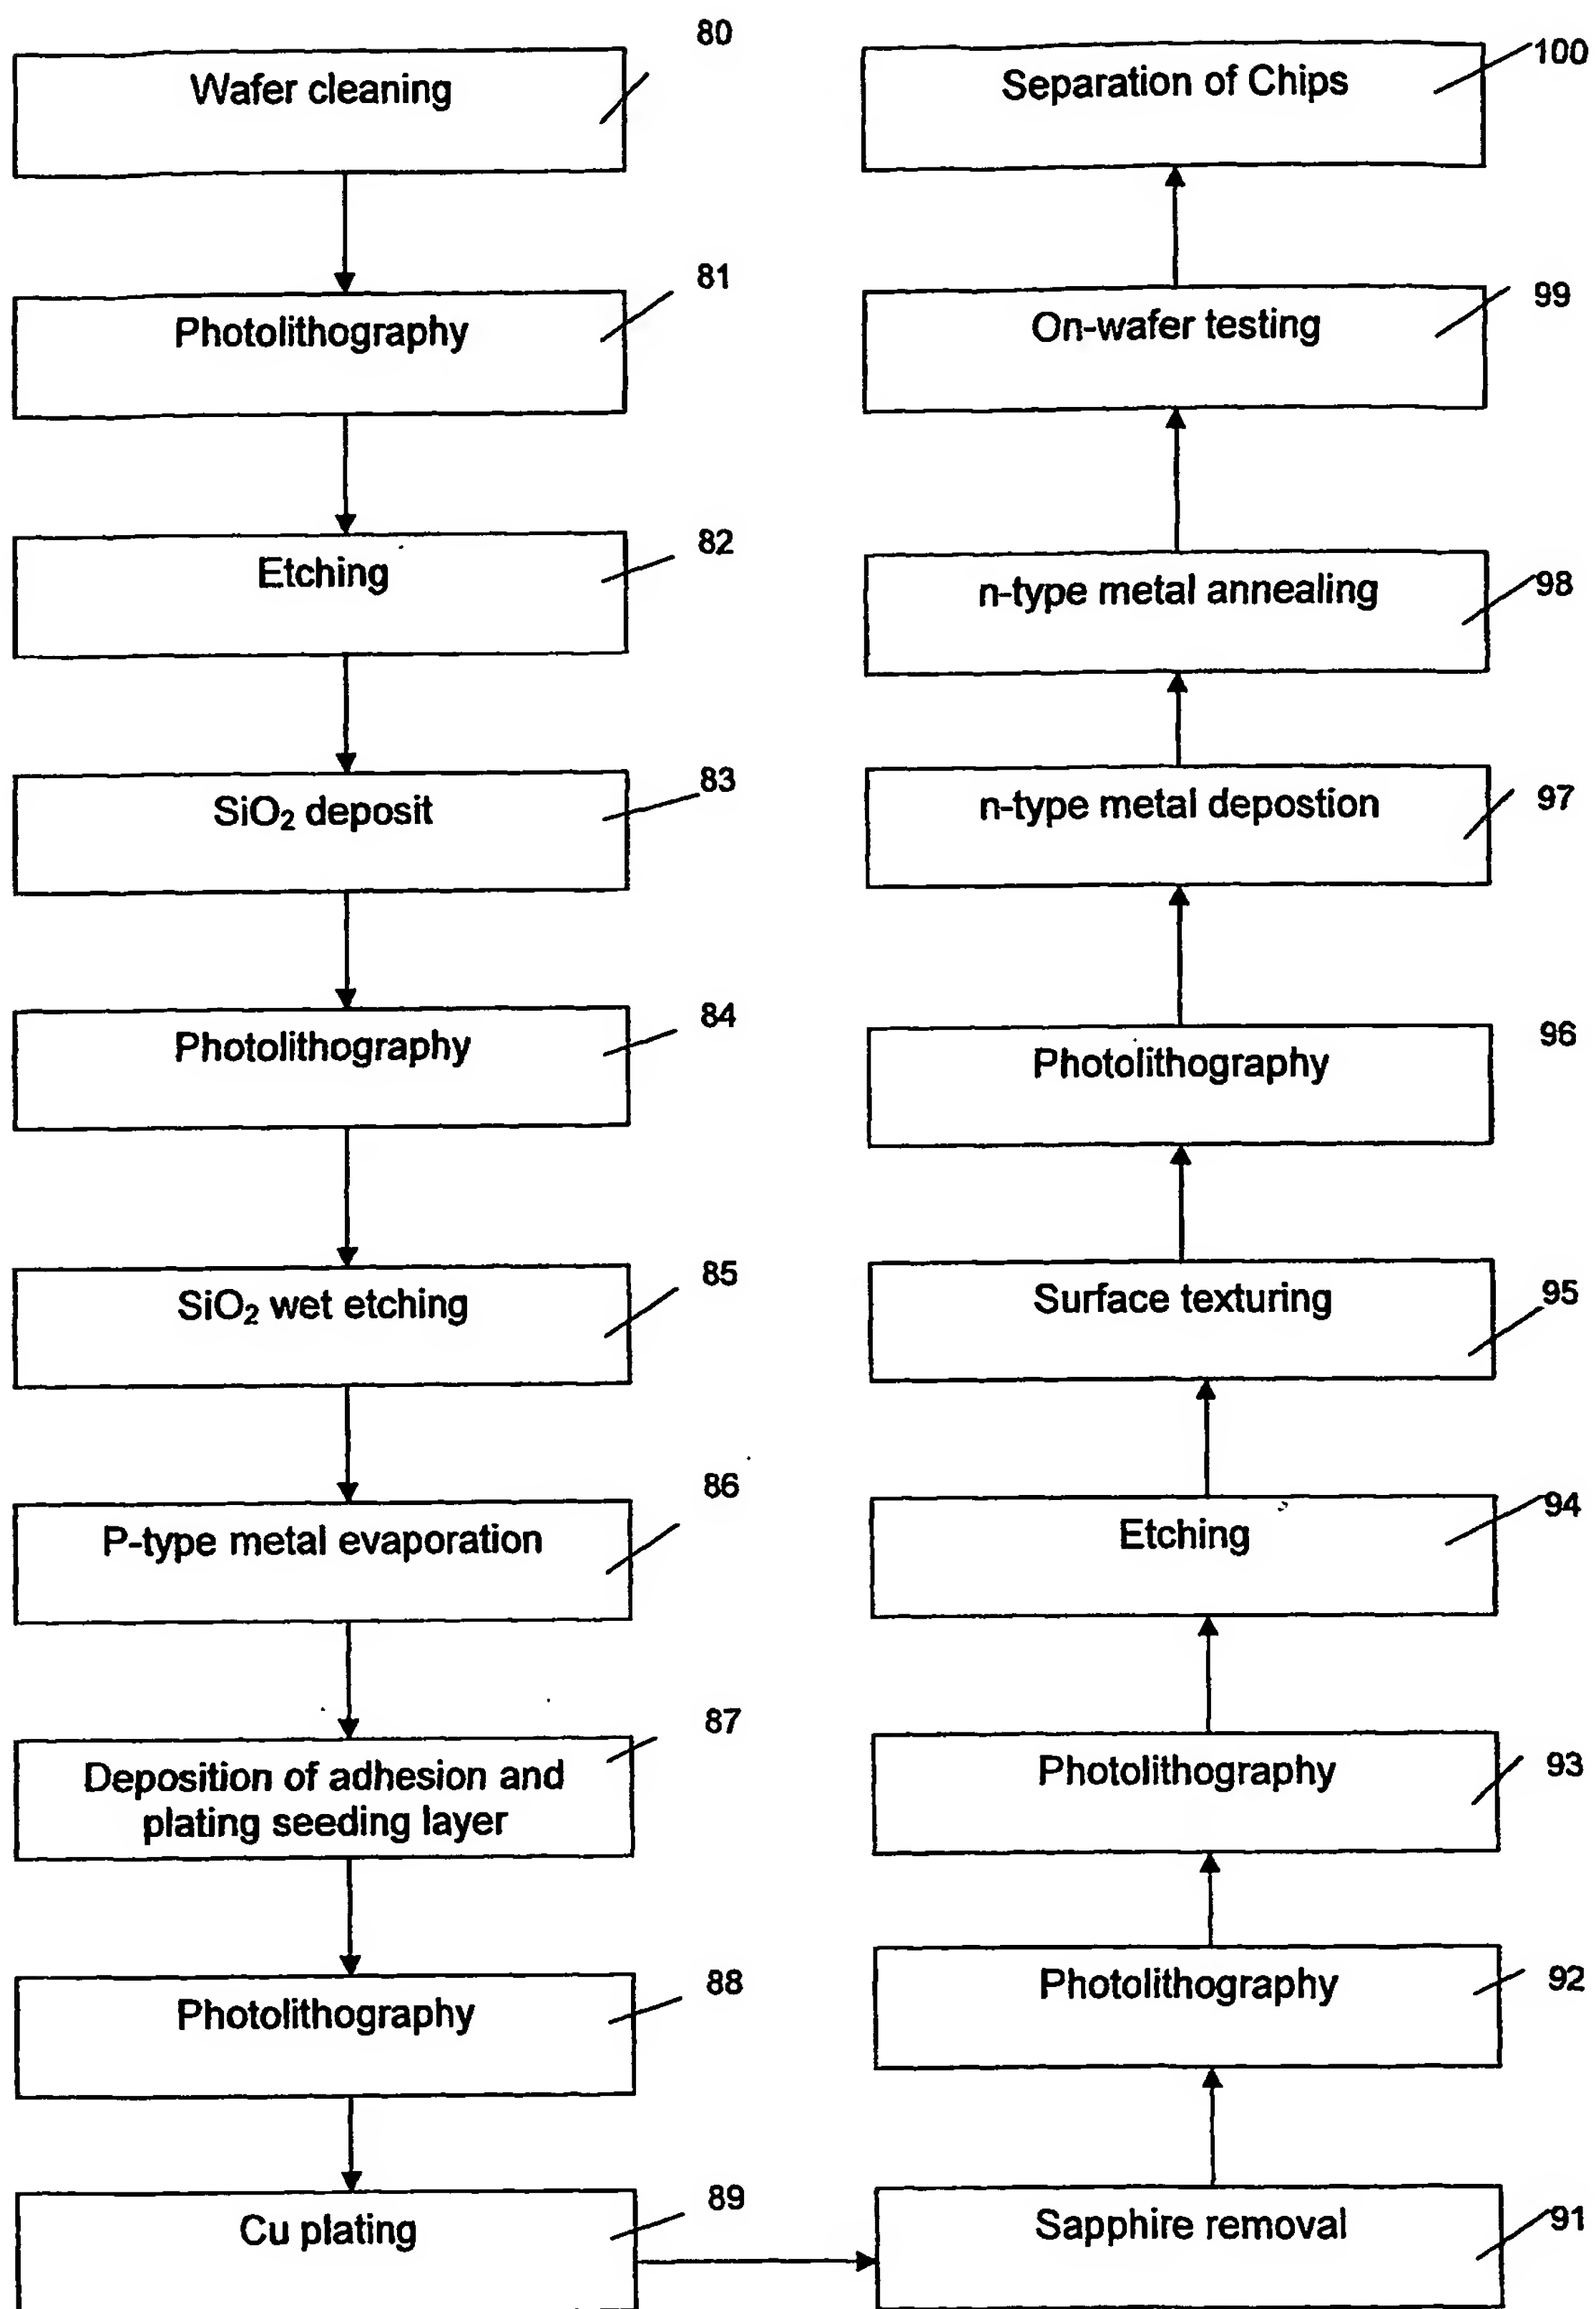 Wafer cleaning
80
Photolithography
81
Etching
82
SiO₂ deposit
83
Photolithography
84
SiO₂ wet etching
85
P-type metal evaporation
86
Deposition of adhesion and
plating seeding layer
87
Photolithography
88
Cu plating
89
Sapphire removal
91
Photolithography
92
Photolithography
93
Etching
94
Surface texturing
95
Photolithography
96
n-type metal depostion
97
n-type metal annealing
98
On-wafer testing
99
Separation of Chips
100